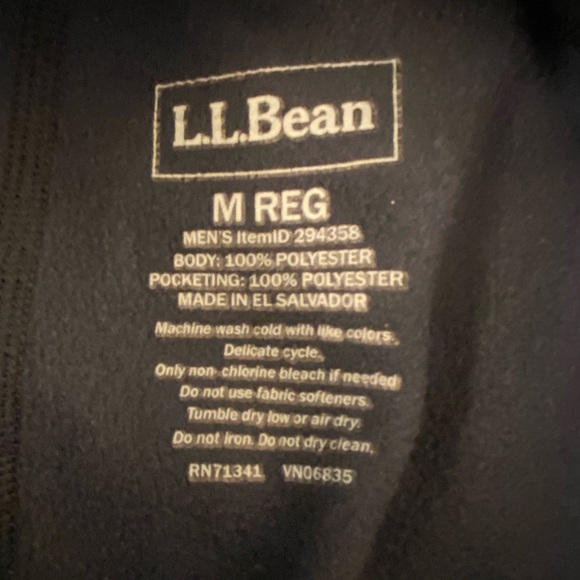 L.L.Bean
M REG
MEN'S ItemID 294358
BODY: 100% POLYESTER
POCKETING: 100% POLYESTER
MADE IN EL SALVADOR
Machine wash cold with like colors.
Delicate cycle.
Only non-chlorine bleach if needed
Do not use fabric softeners.
Tumble dry low or air dry.
Do not iron. Do not dry clean.
RN71341 VN06835